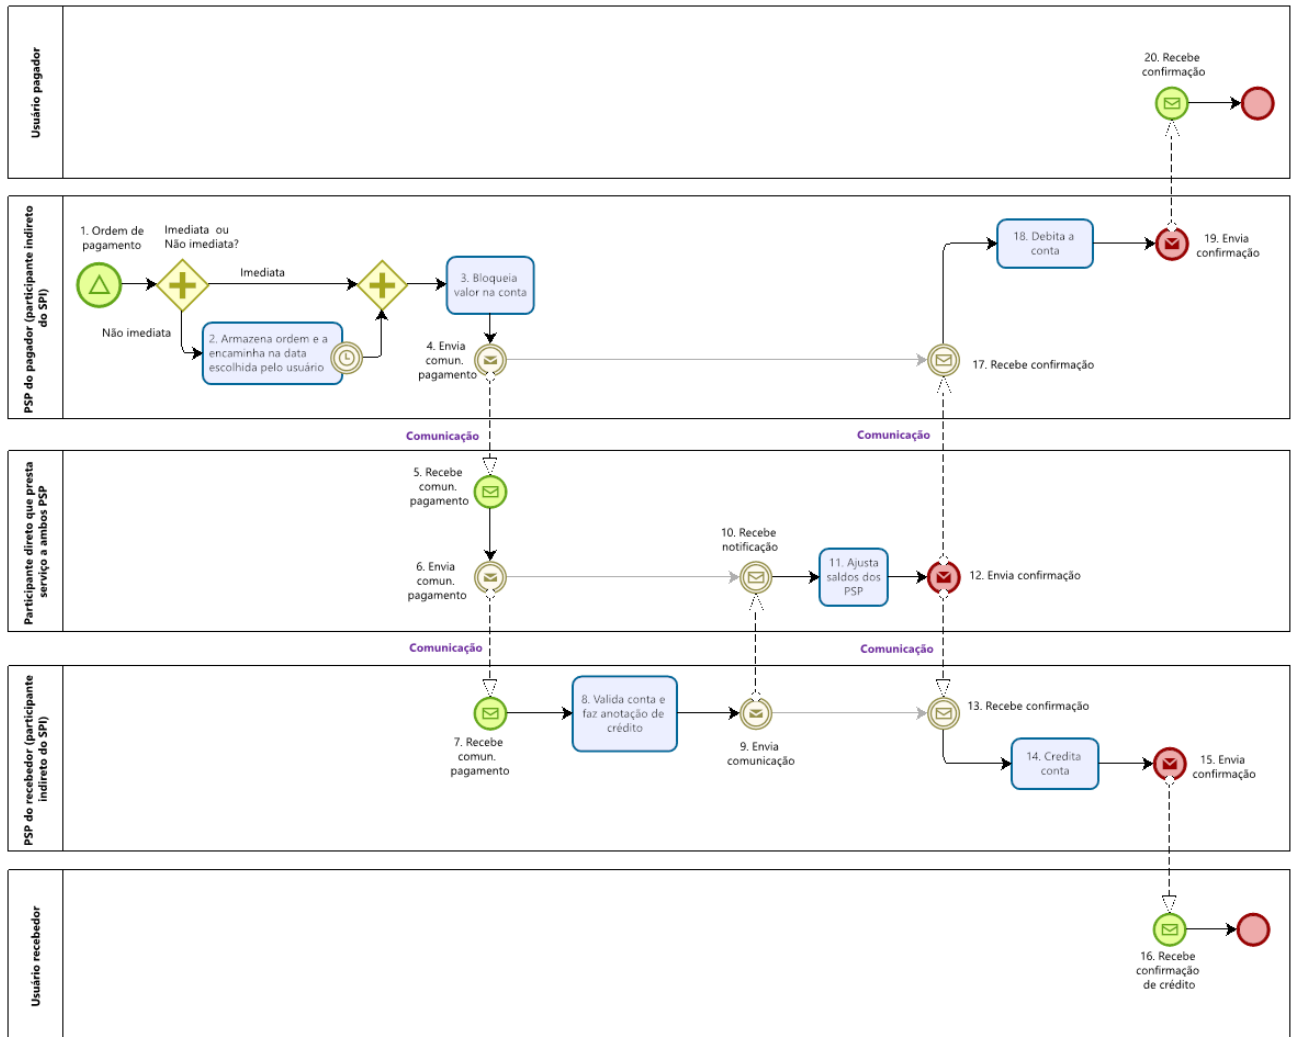 Usuário pagador
20. Recebe
confirmação
PSP do pagador (participante indireto
do SPI)
1. Ordem de
pagamento
Imediata ou
Não imediata?
Imediata
Não imediata
2. Armazena ordem e a
encaminha na data
escolhida pelo usuário
3. Bloqueia
valor na conta
4. Envia
comun.
pagamento
17. Recebe confirmação
18. Debita a
conta
19. Envia
confirmação
Comunicação
Comunicação
Participante direto que presta
serviço a ambos PSP
5. Recebe
comun.
pagamento
6. Envia
comun.
pagamento
10. Recebe
notificação
11. Ajusta
saldos dos
PSP
12. Envia confirmação
Comunicação
Comunicação
PSP do recebedor (participante
indireto do SPI)
7. Recebe
comun.
pagamento
8. Valida conta e
faz anotação de
crédito
9. Envia
comunicação
13. Recebe confirmação
14. Credita
conta
15. Envia
confirmação
Usuário recebedor
16. Recebe
confirmação
de crédito